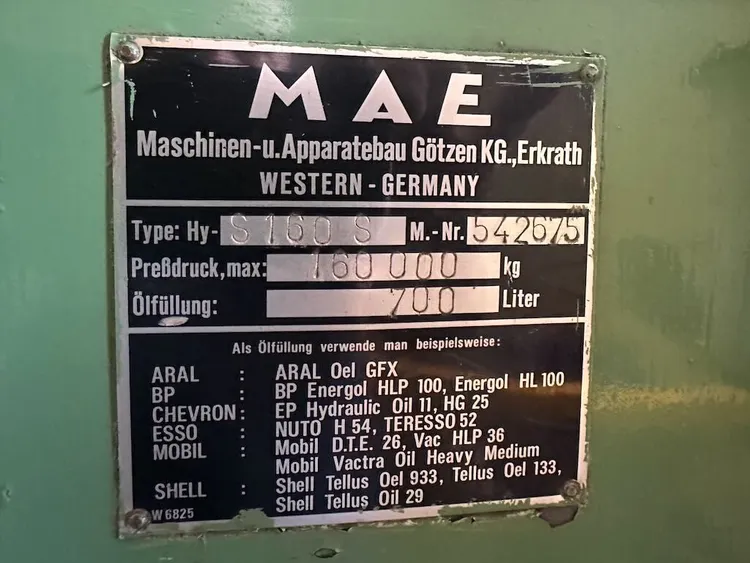 MAE
Maschinen-u.Apparatebau Götzen KG.,Erkrath
WESTERN - GERMANY
Type: Hy- S 160 S M.-Nr. 542675
Preßdruck,max: 160 000 kg
Ölfüllung: 700 Liter
Als Ölfüllung verwende man beispielsweise:
ARAL : ARAL Oel GFX
BP : BP Energol HLP 100, Energol HL 100
CHEVRON: EP Hydraulic Oil 11, HG 25
ESSO : NUTO H 54, TERESSO 52
MOBIL : Mobil D.T.E. 26, Vac HLP 36
Mobil Vactra Oil Heavy Medium
SHELL : Shell Tellus Oel 933, Tellus Oel 133,
Shell Tellus Oil 29
W 6825